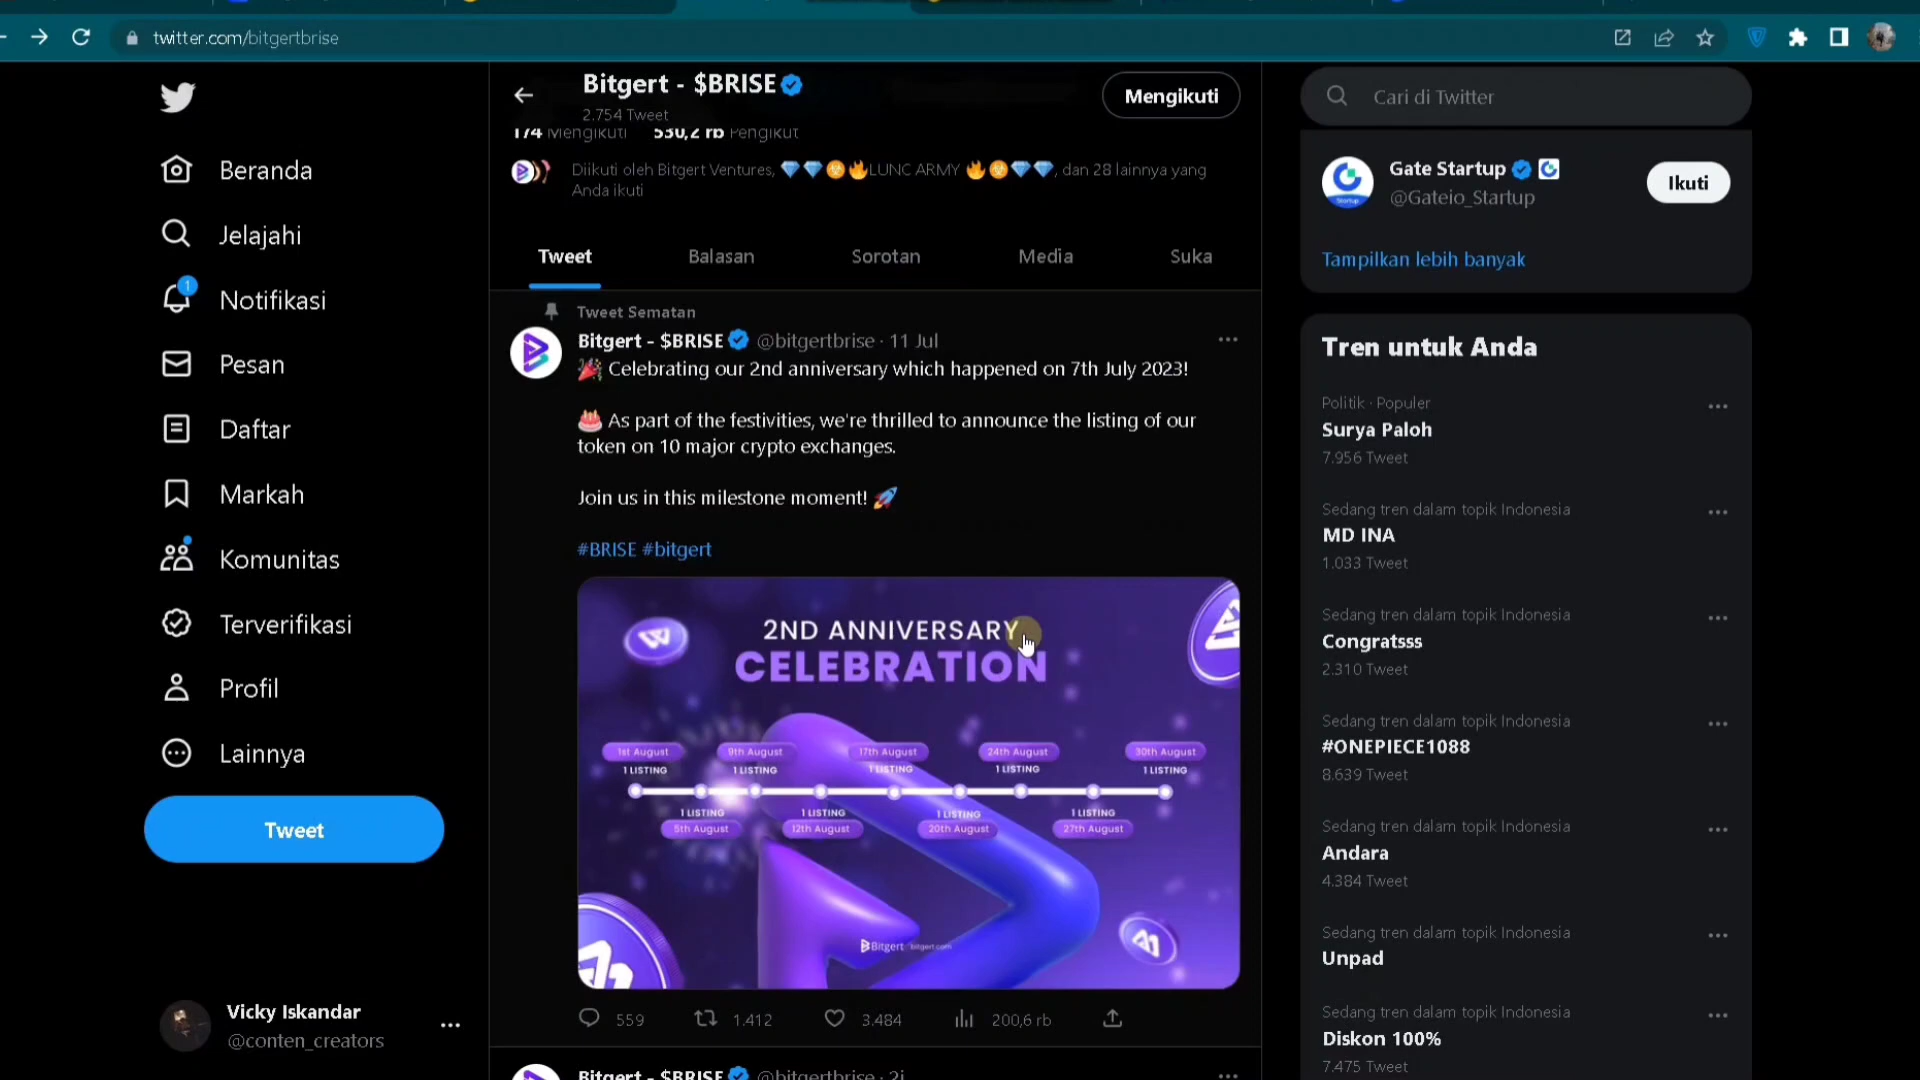 twitter.com/bitgertbrise
Beranda
Jelajahi
1
Notifikasi
Pesan
Daftar
Markah
Komunitas
Terverifikasi
Profil
Lainnya
Tweet
Vicky Iskandar
@conten_creators
Bitgert - $BRISE
2.754 Tweet
Mengikuti
174 Mengikuti 530,2 rb Pengikut
Diikuti oleh Bitgert Ventures, 💎💎🪙🔥LUNC ARMY 🔥🪙💎💎, dan 28 lainnya yang
Anda ikuti
Tweet Balasan Sorotan Media Suka
Tweet Sematan
Bitgert - $BRISE @bitgertbrise · 11 Jul
🎉 Celebrating our 2nd anniversary which happened on 7th July 2023!
🎂 As part of the festivities, we're thrilled to announce the listing of our
token on 10 major crypto exchanges.
Join us in this milestone moment! 🚀
#BRISE #bitgert
2ND ANNIVERSARY
CELEBRATION
1st August 9th August 17th August 24th August 30th August
1 LISTING 1 LISTING 1 LISTING 1 LISTING 1 LISTING
1 LISTING 1 LISTING 1 LISTING 1 LISTING
5th August 12th August 20th August 27th August
Bitgert bitgert.com
559 1.412 3.484 200,6 rb
Bitgert - $BRISE @bitgertbrise · 2j
Cari di Twitter
Gate Startup
@Gateio_Startup
Ikuti
Startup
Tampilkan lebih banyak
Tren untuk Anda
Politik · Populer
Surya Paloh
7.956 Tweet
Sedang tren dalam topik Indonesia
MD INA
1.033 Tweet
Sedang tren dalam topik Indonesia
Congratsss
2.310 Tweet
Sedang tren dalam topik Indonesia
#ONEPIECE1088
8.639 Tweet
Sedang tren dalam topik Indonesia
Andara
4.384 Tweet
Sedang tren dalam topik Indonesia
Unpad
Sedang tren dalam topik Indonesia
Diskon 100%
7.475 Tweet